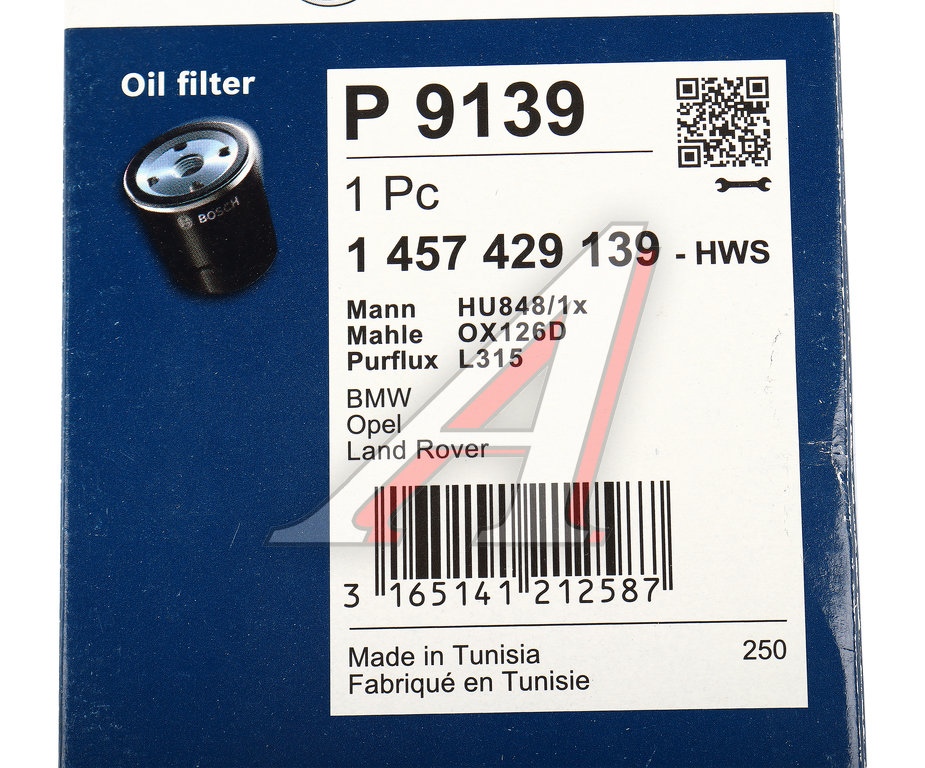 Oil filter
BOSCH
P 9139
1 Pc
1 457 429 139 - HWS
Mann HU848/1x
Mahle OX126D
Purflux L315
BMW
Opel
Land Rover
3 165141 212587
Made in Tunisia 250
Fabriqué en Tunisie